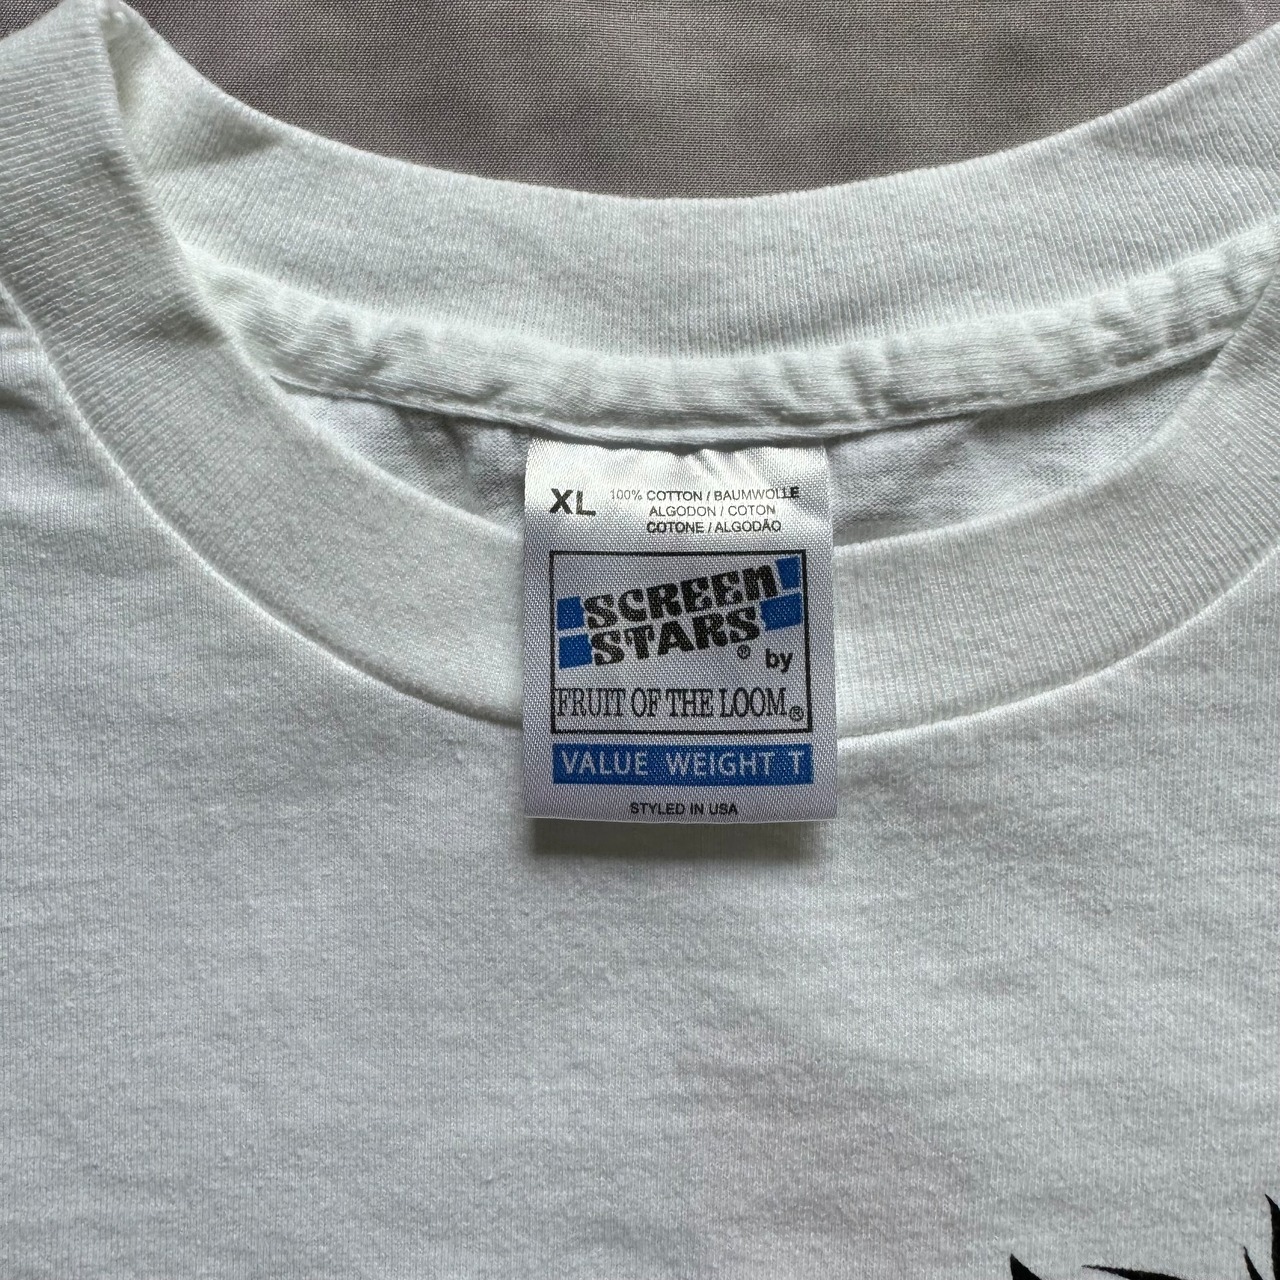 XL 100% COTTON / BAUMWOLLE
ALGODON / COTON
COTONE / ALGODÃO
SCREEN
STARS® by
FRUIT OF THE LOOM®
VALUE WEIGHT T
STYLED IN USA